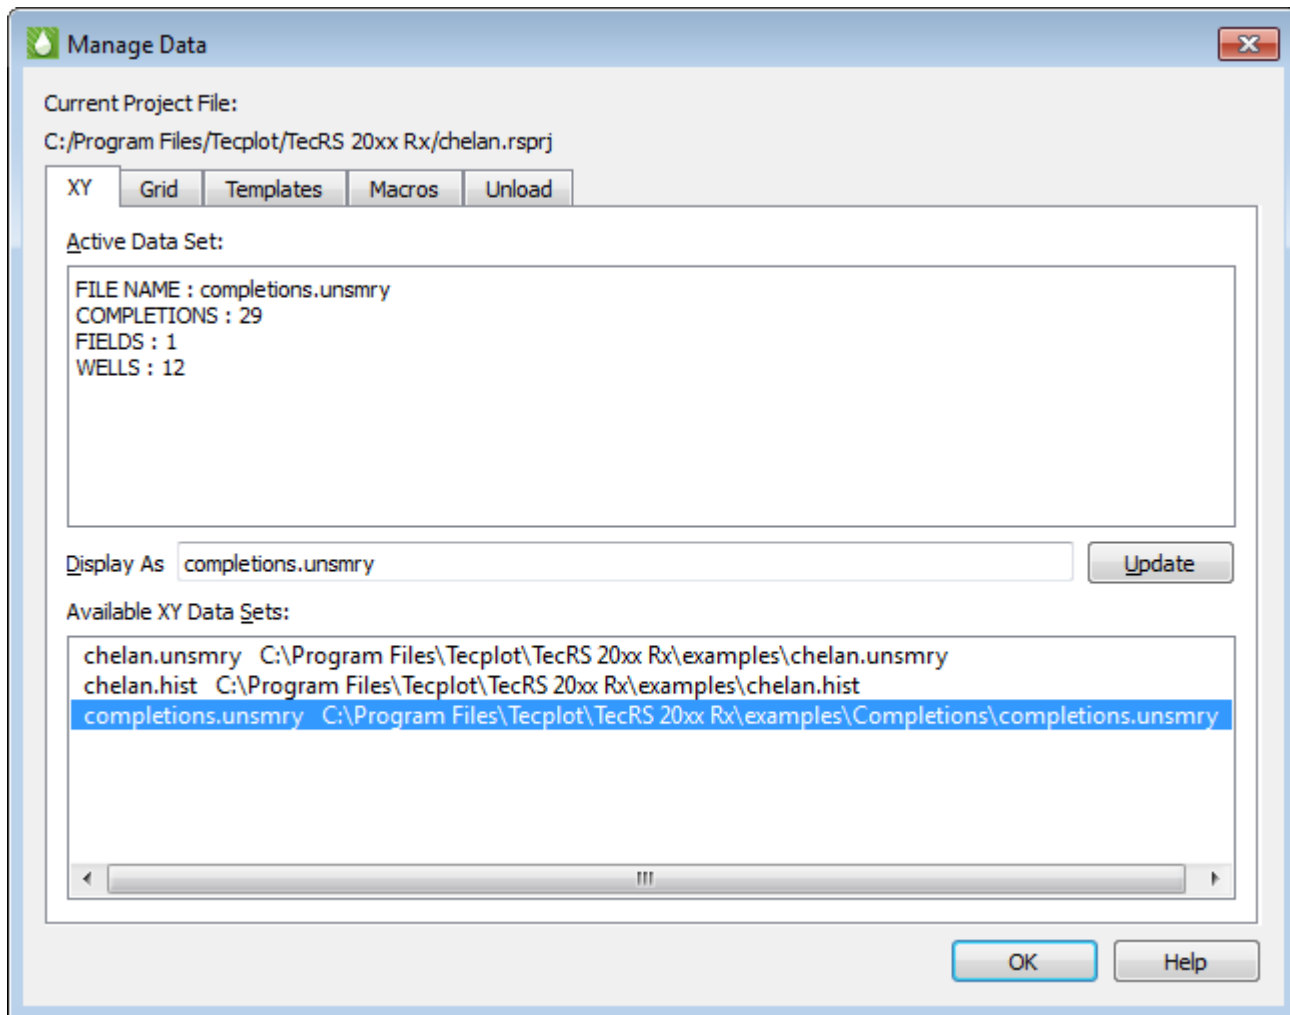 Manage Data
Current Project File:
C:/Program Files/Tecplot/TecRS 20xx Rx/chelan.rsprj
XY Grid Templates Macros Unload
Active Data Set:
FILE NAME : completions.unsmry
COMPLETIONS : 29
FIELDS : 1
WELLS : 12
Display As completions.unsmry Update
Available XY Data Sets:
chelan.unsmry C:\Program Files\Tecplot\TecRS 20xx Rx\examples\chelan.unsmry
chelan.hist C:\Program Files\Tecplot\TecRS 20xx Rx\examples\chelan.hist
completions.unsmry C:\Program Files\Tecplot\TecRS 20xx Rx\examples\Completions\completions.unsmry
OK Help